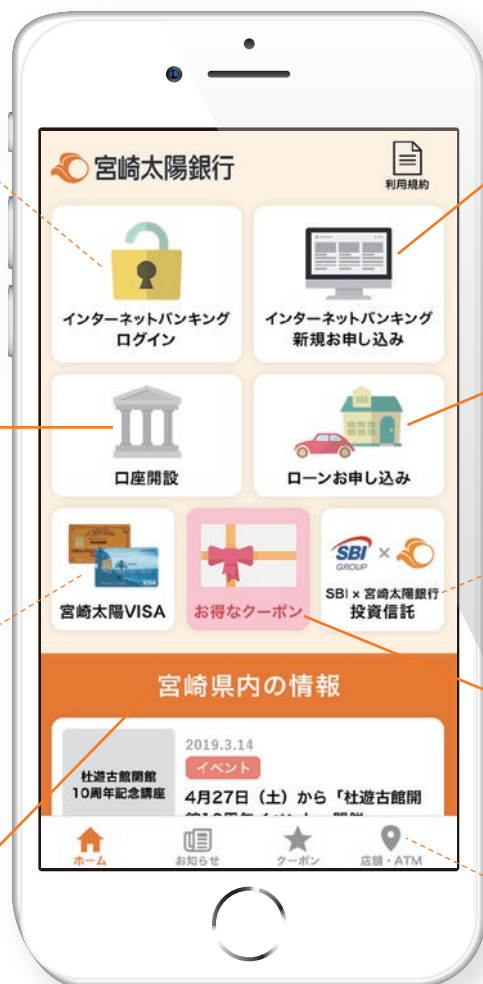 宮崎太陽銀行
利用規約
インターネットバンキング
ログイン
インターネットバンキング
新規お申し込み
口座開設
ローンお申し込み
VISA
宮崎太陽VISA
お得なクーポン
SBI
GROUP
×
SBI × 宮崎太陽銀行
投資信託
宮崎県内の情報
杜遊古館開館
10周年記念講座
2019.3.14
イベント
4月27日（土）から「杜遊古館開
ホーム
お知らせ
クーポン
店舗・ATM